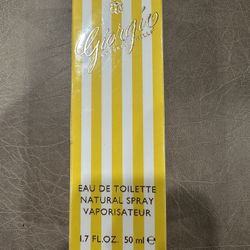 Giorgio
EAU DE TOILETTE
NATURAL SPRAY
VAPORISATEUR
1.7 FL.OZ. 50 ml e